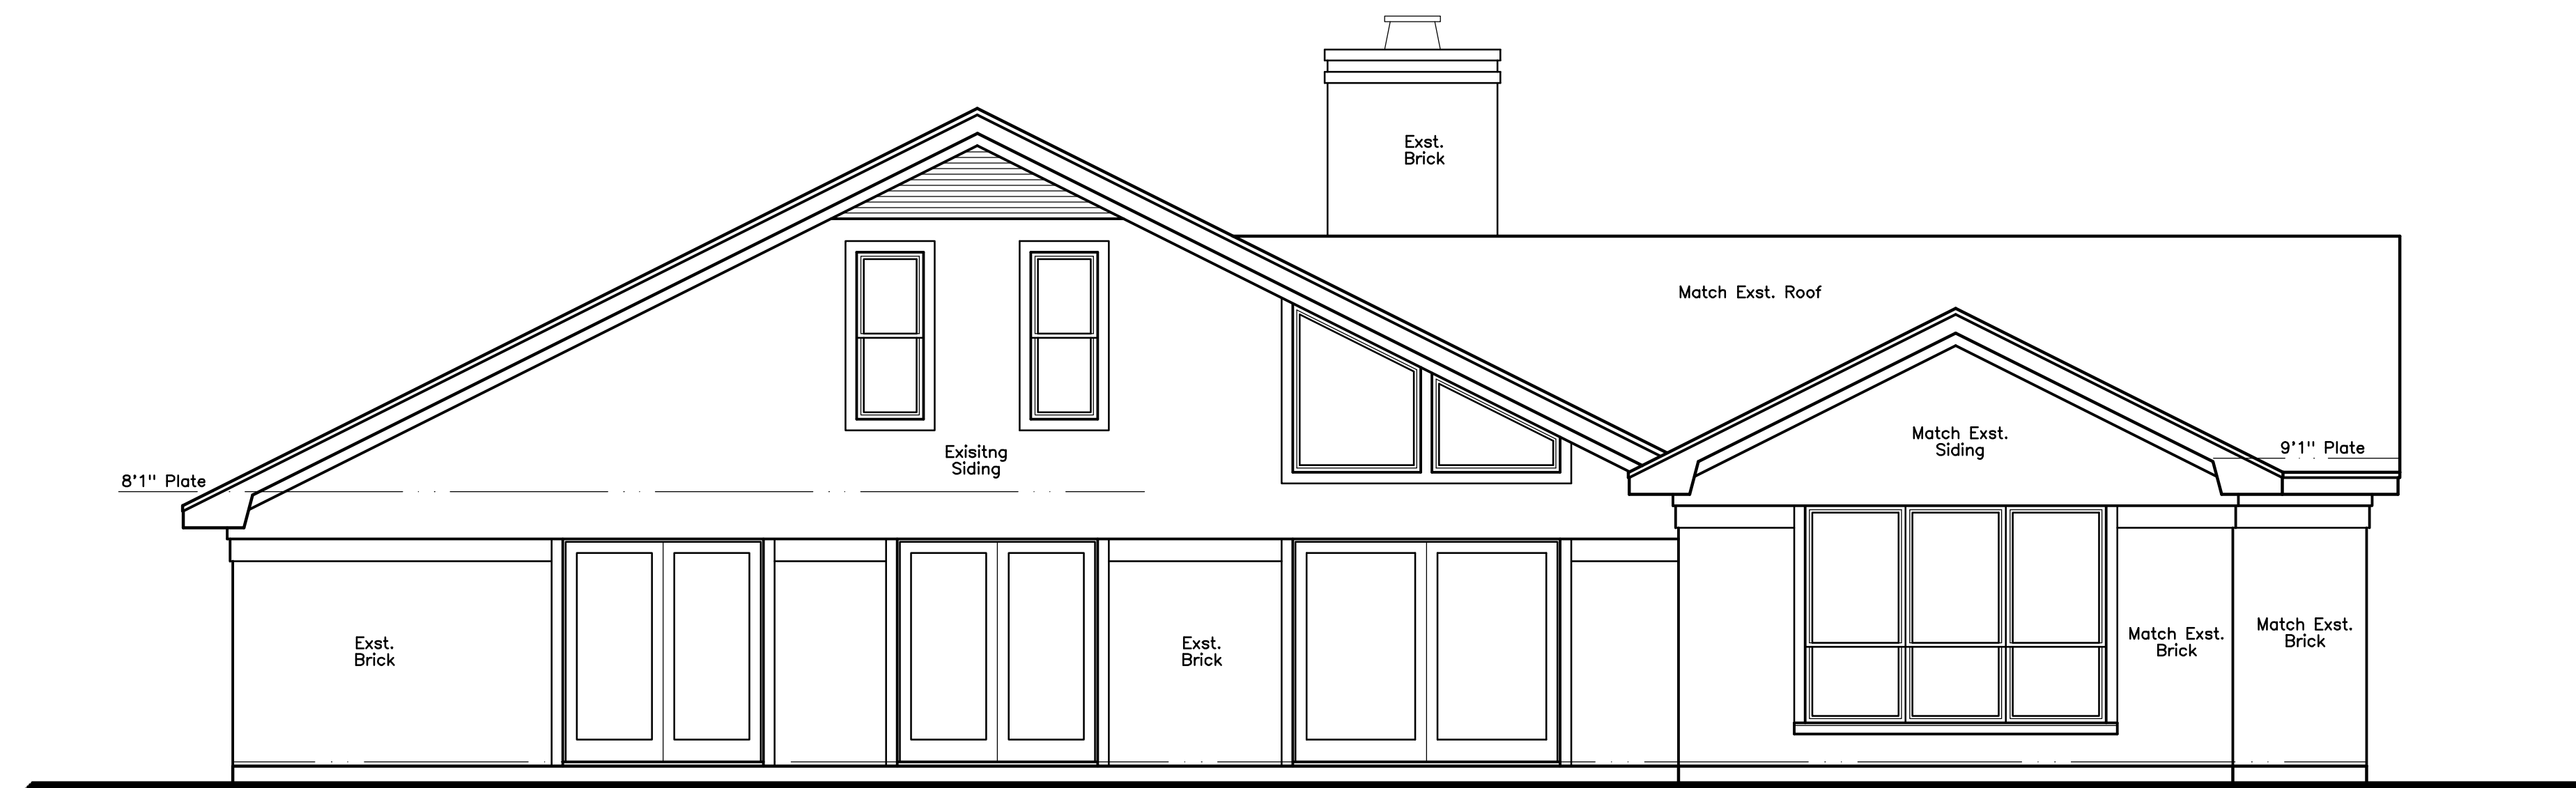 Exst.
Brick
Match Exst. Roof
Match Exst.
Siding
9'1" Plate
Exisitng
Siding
8'1" Plate
Exst.
Brick
Exst.
Brick
Match Exst.
Brick
Match Exst.
Brick